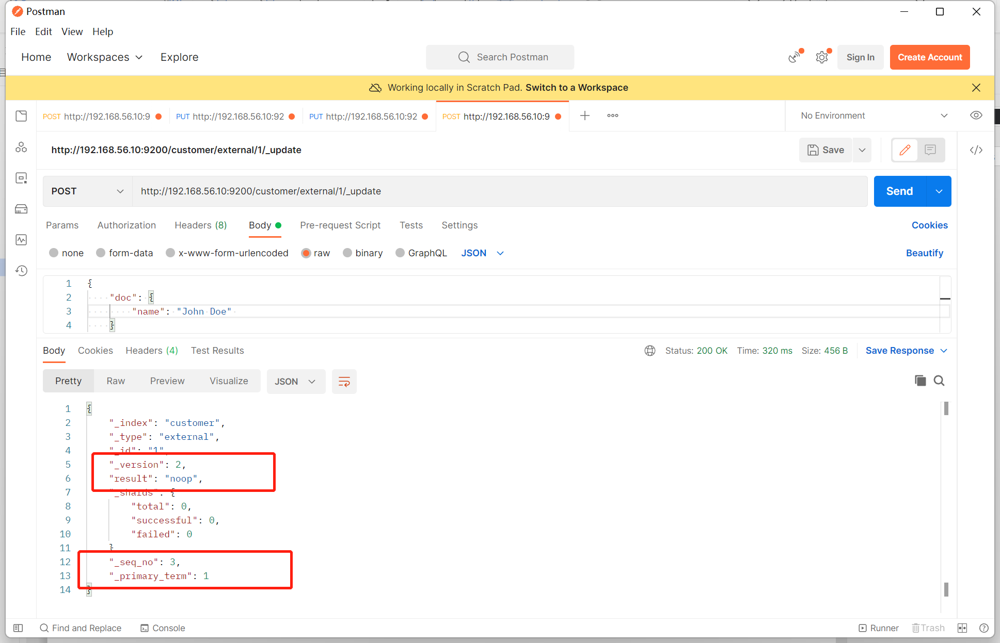 Postman
File Edit View Help
Home Workspaces Explore Search Postman Sign In Create Account
Working locally in Scratch Pad. Switch to a Workspace
POST http://192.168.56.10:9 PUT http://192.168.56.10:92 PUT http://192.168.56.10:92 POST http://192.168.56.10:9 No Environment
http://192.168.56.10:9200/customer/external/1/_update Save
POST http://192.168.56.10:9200/customer/external/1/_update Send
Params Authorization Headers (8) Body Pre-request Script Tests Settings Cookies
none form-data x-www-form-urlencoded raw binary GraphQL JSON Beautify
1 {
2 "doc": {
3 "name": "John Doe"
4 }
Body Cookies Headers (4) Test Results Status: 200 OK Time: 320 ms Size: 456 B Save Response
Pretty Raw Preview Visualize JSON
1 {
2 "_index": "customer",
3 "_type": "external",
4 "_id": "1",
5 "_version": 2,
6 "result": "noop",
7 "_shards": {
8 "total": 0,
9 "successful": 0,
10 "failed": 0
11 }
12 "_seq_no": 3,
13 "_primary_term": 1
14 }
Find and Replace Console Runner Trash